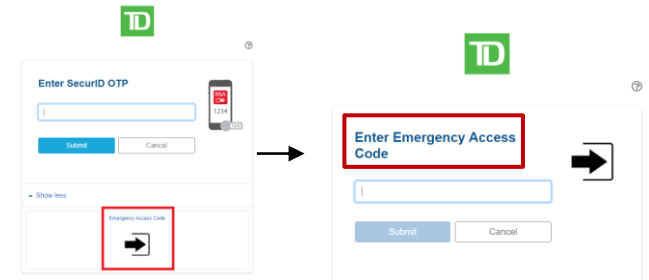 TD
Enter SecurID OTP
RSA
1234
Submit
Cancel
Show less
Emergency Access Code
TD
Enter Emergency Access
Code
Submit
Cancel